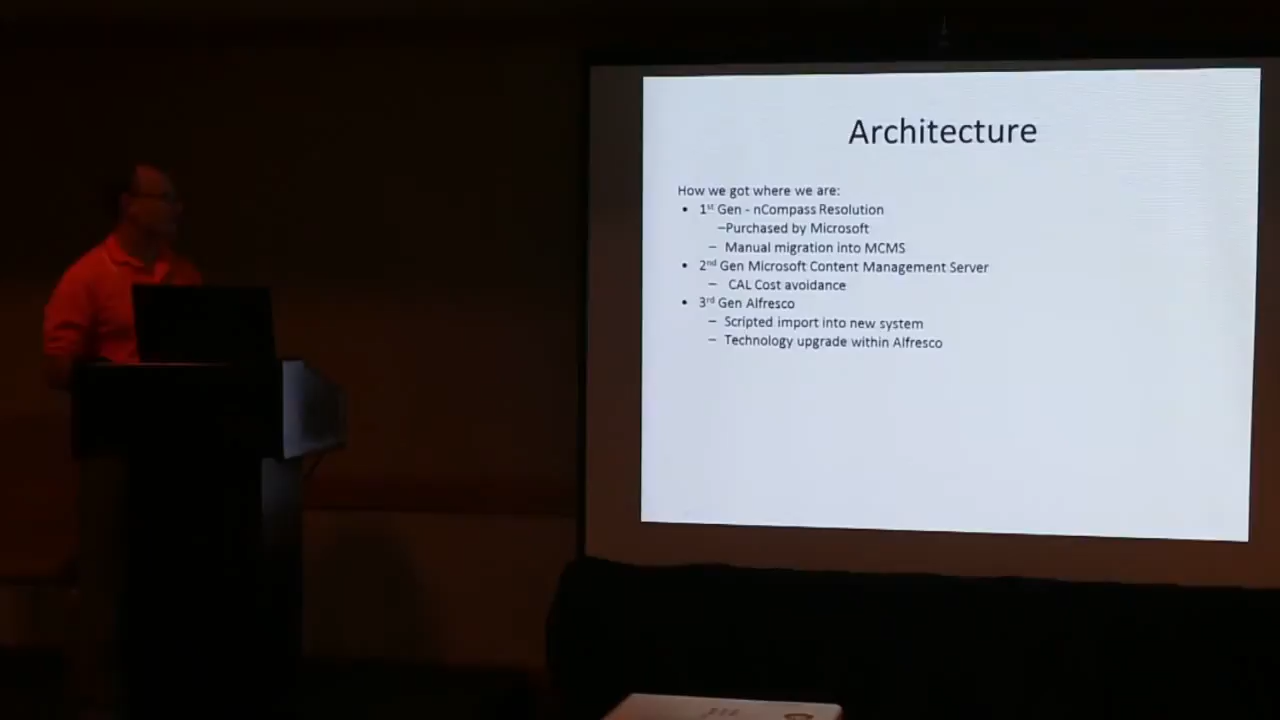 Architecture
How we got where we are:
• 1st Gen - nCompass Resolution
–Purchased by Microsoft
– Manual migration into MCMS
• 2nd Gen Microsoft Content Management Server
– CAL Cost avoidance
• 3rd Gen Alfresco
– Scripted import into new system
– Technology upgrade within Alfresco